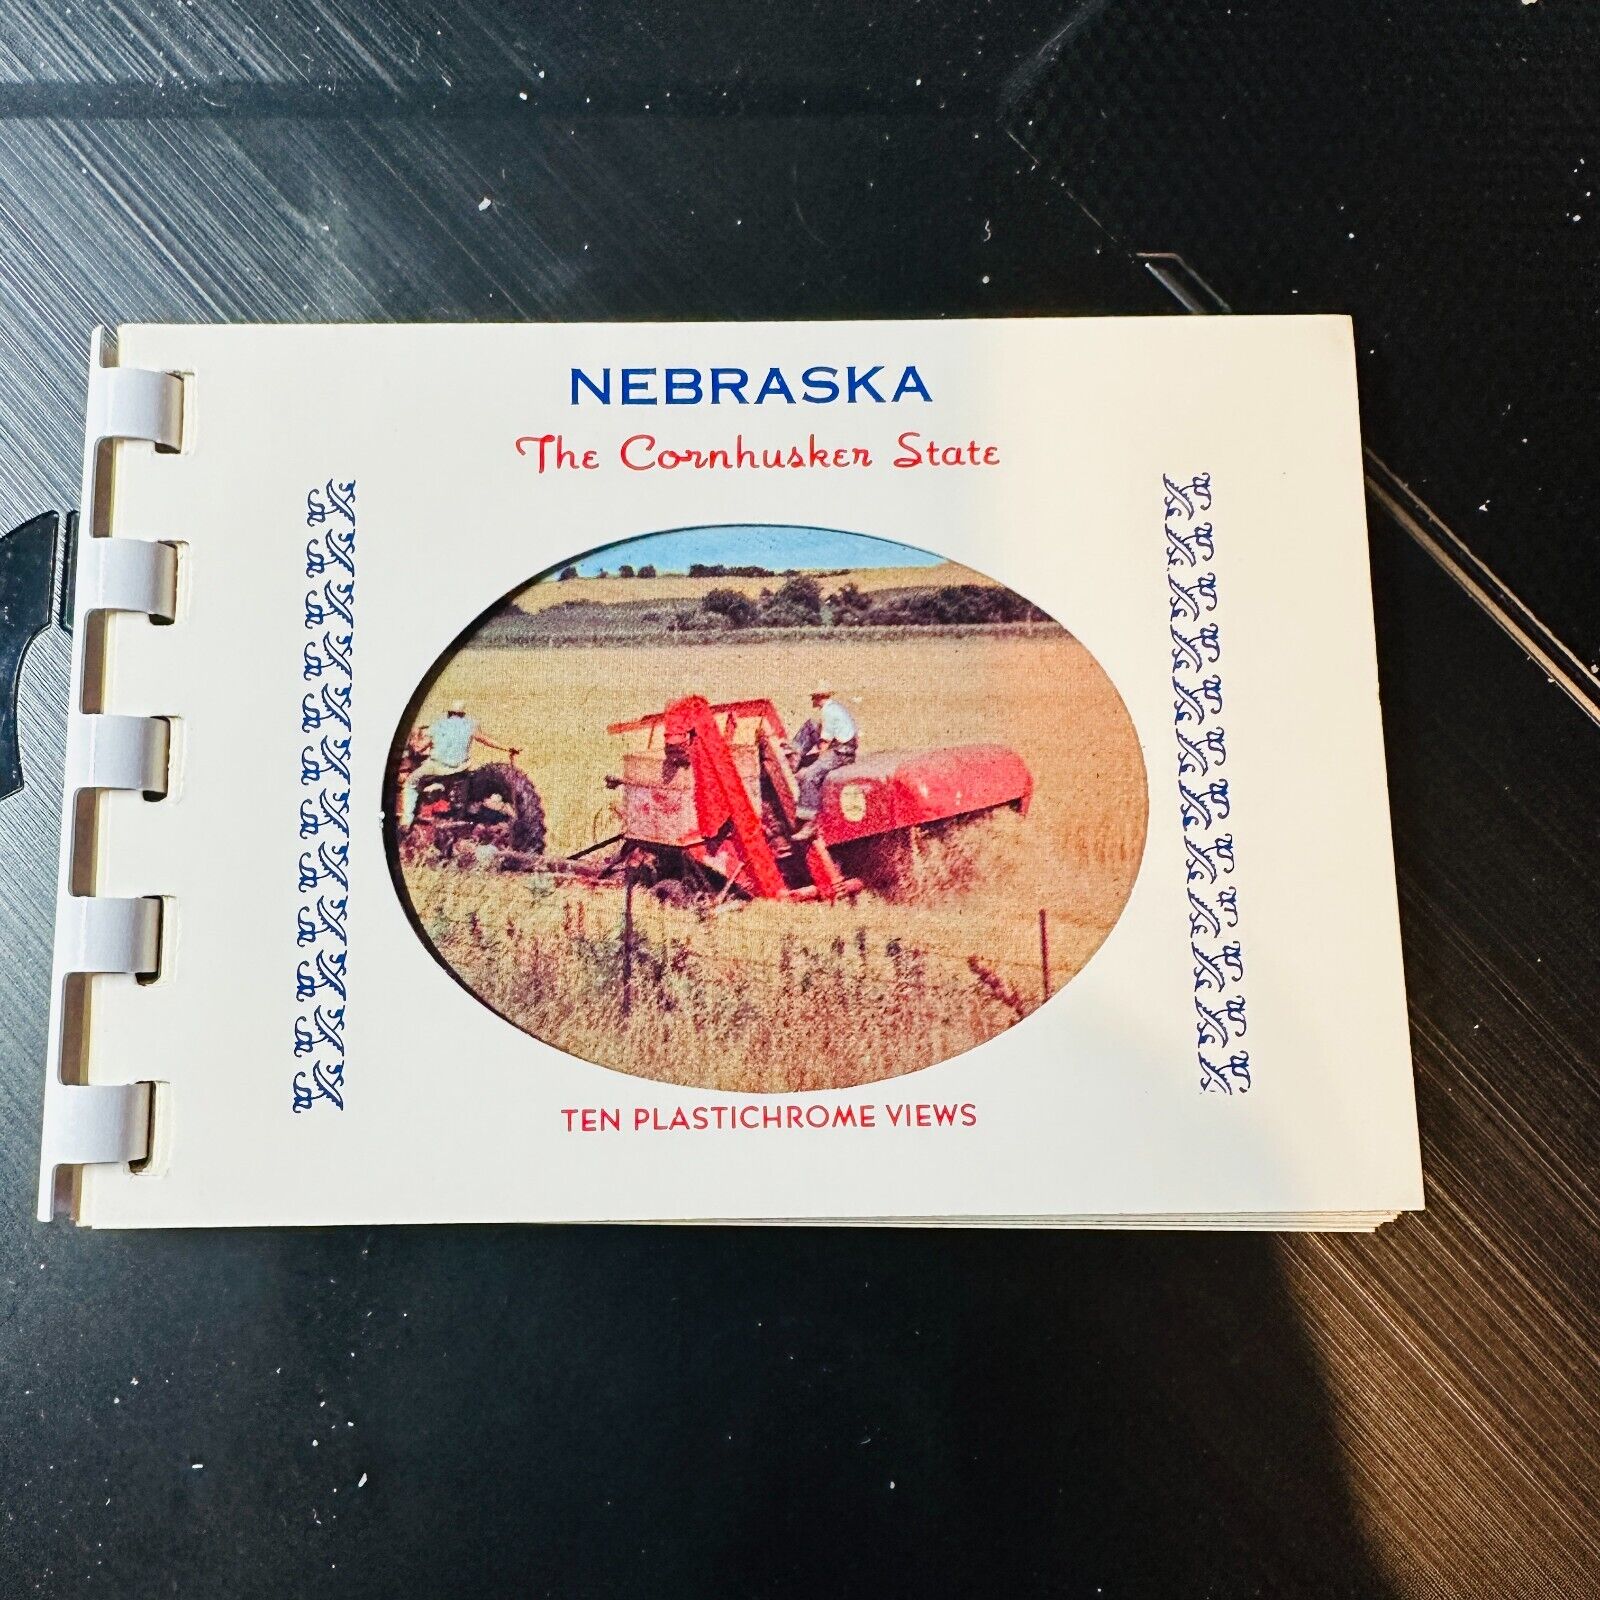 NEBRASKA
The Cornhusker State
TEN PLASTICHROME VIEWS